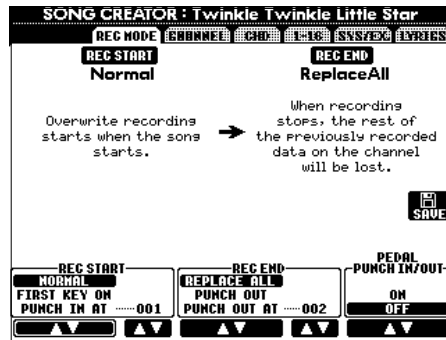 SONG CREATOR : Twinkle Twinkle Little Star
REC MODE CHANNEL CHD 1-16 SYS/EX. LYRICS
REC START REC END
Normal ReplaceAll
Overwrite recording
starts when the song
starts.
When recording
stops, the rest of
the previously recorded
data on the channel
will be lost.
SAVE
REC START REC END PEDAL PUNCH IN/OUT
NORMAL REPLACE ALL
FIRST KEY ON PUNCH OUT ON
PUNCH IN AT ······001 PUNCH OUT AT ······002 OFF